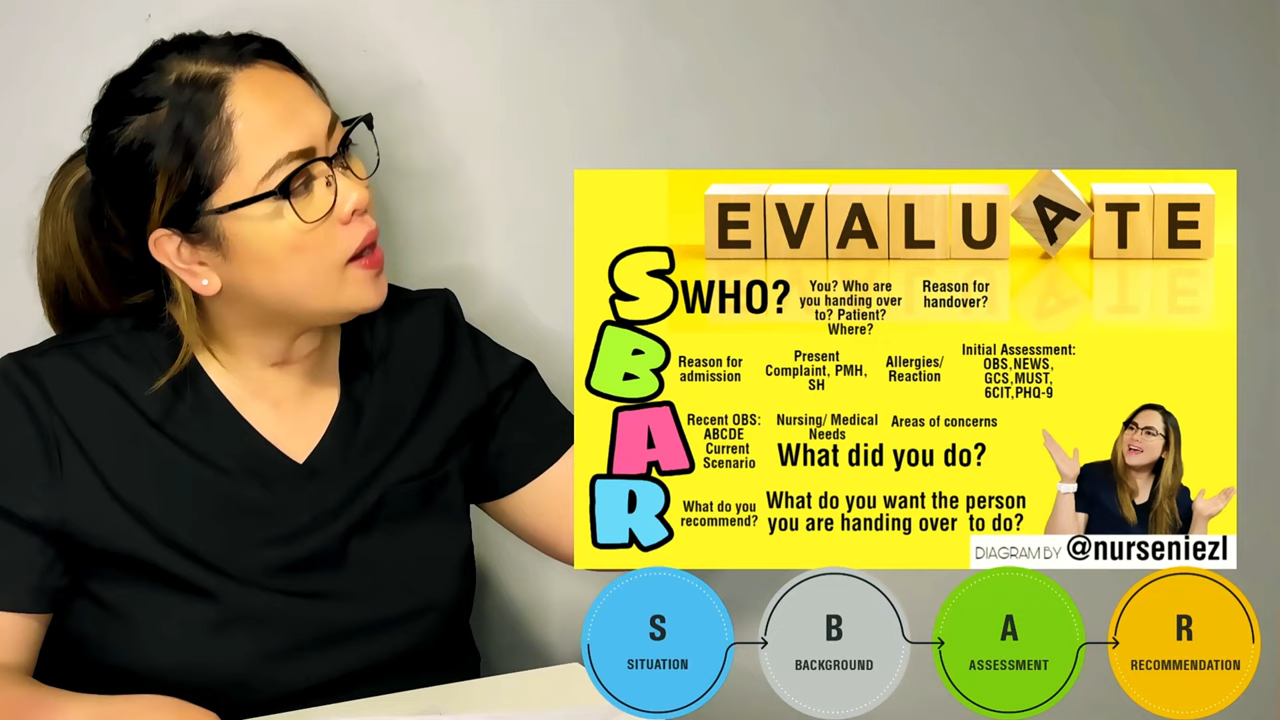 EVALUATE
S
WHO?
You? Who are
you handing over
to? Patient?
Where?
Reason for
handover?
B
Reason for
admission
Present
Complaint, PMH,
SH
Allergies/
Reaction
Initial Assessment:
OBS,NEWS,
GCS,MUST,
6CIT,PHQ-9
A
Recent OBS:
ABCDE
Current
Scenario
Nursing/ Medical
Needs
Areas of concerns
What did you do?
R
What do you
recommend?
What do you want the person
you are handing over to do?
DIAGRAM BY @nurseniezl
S
SITUATION
B
BACKGROUND
A
ASSESSMENT
R
RECOMMENDATION